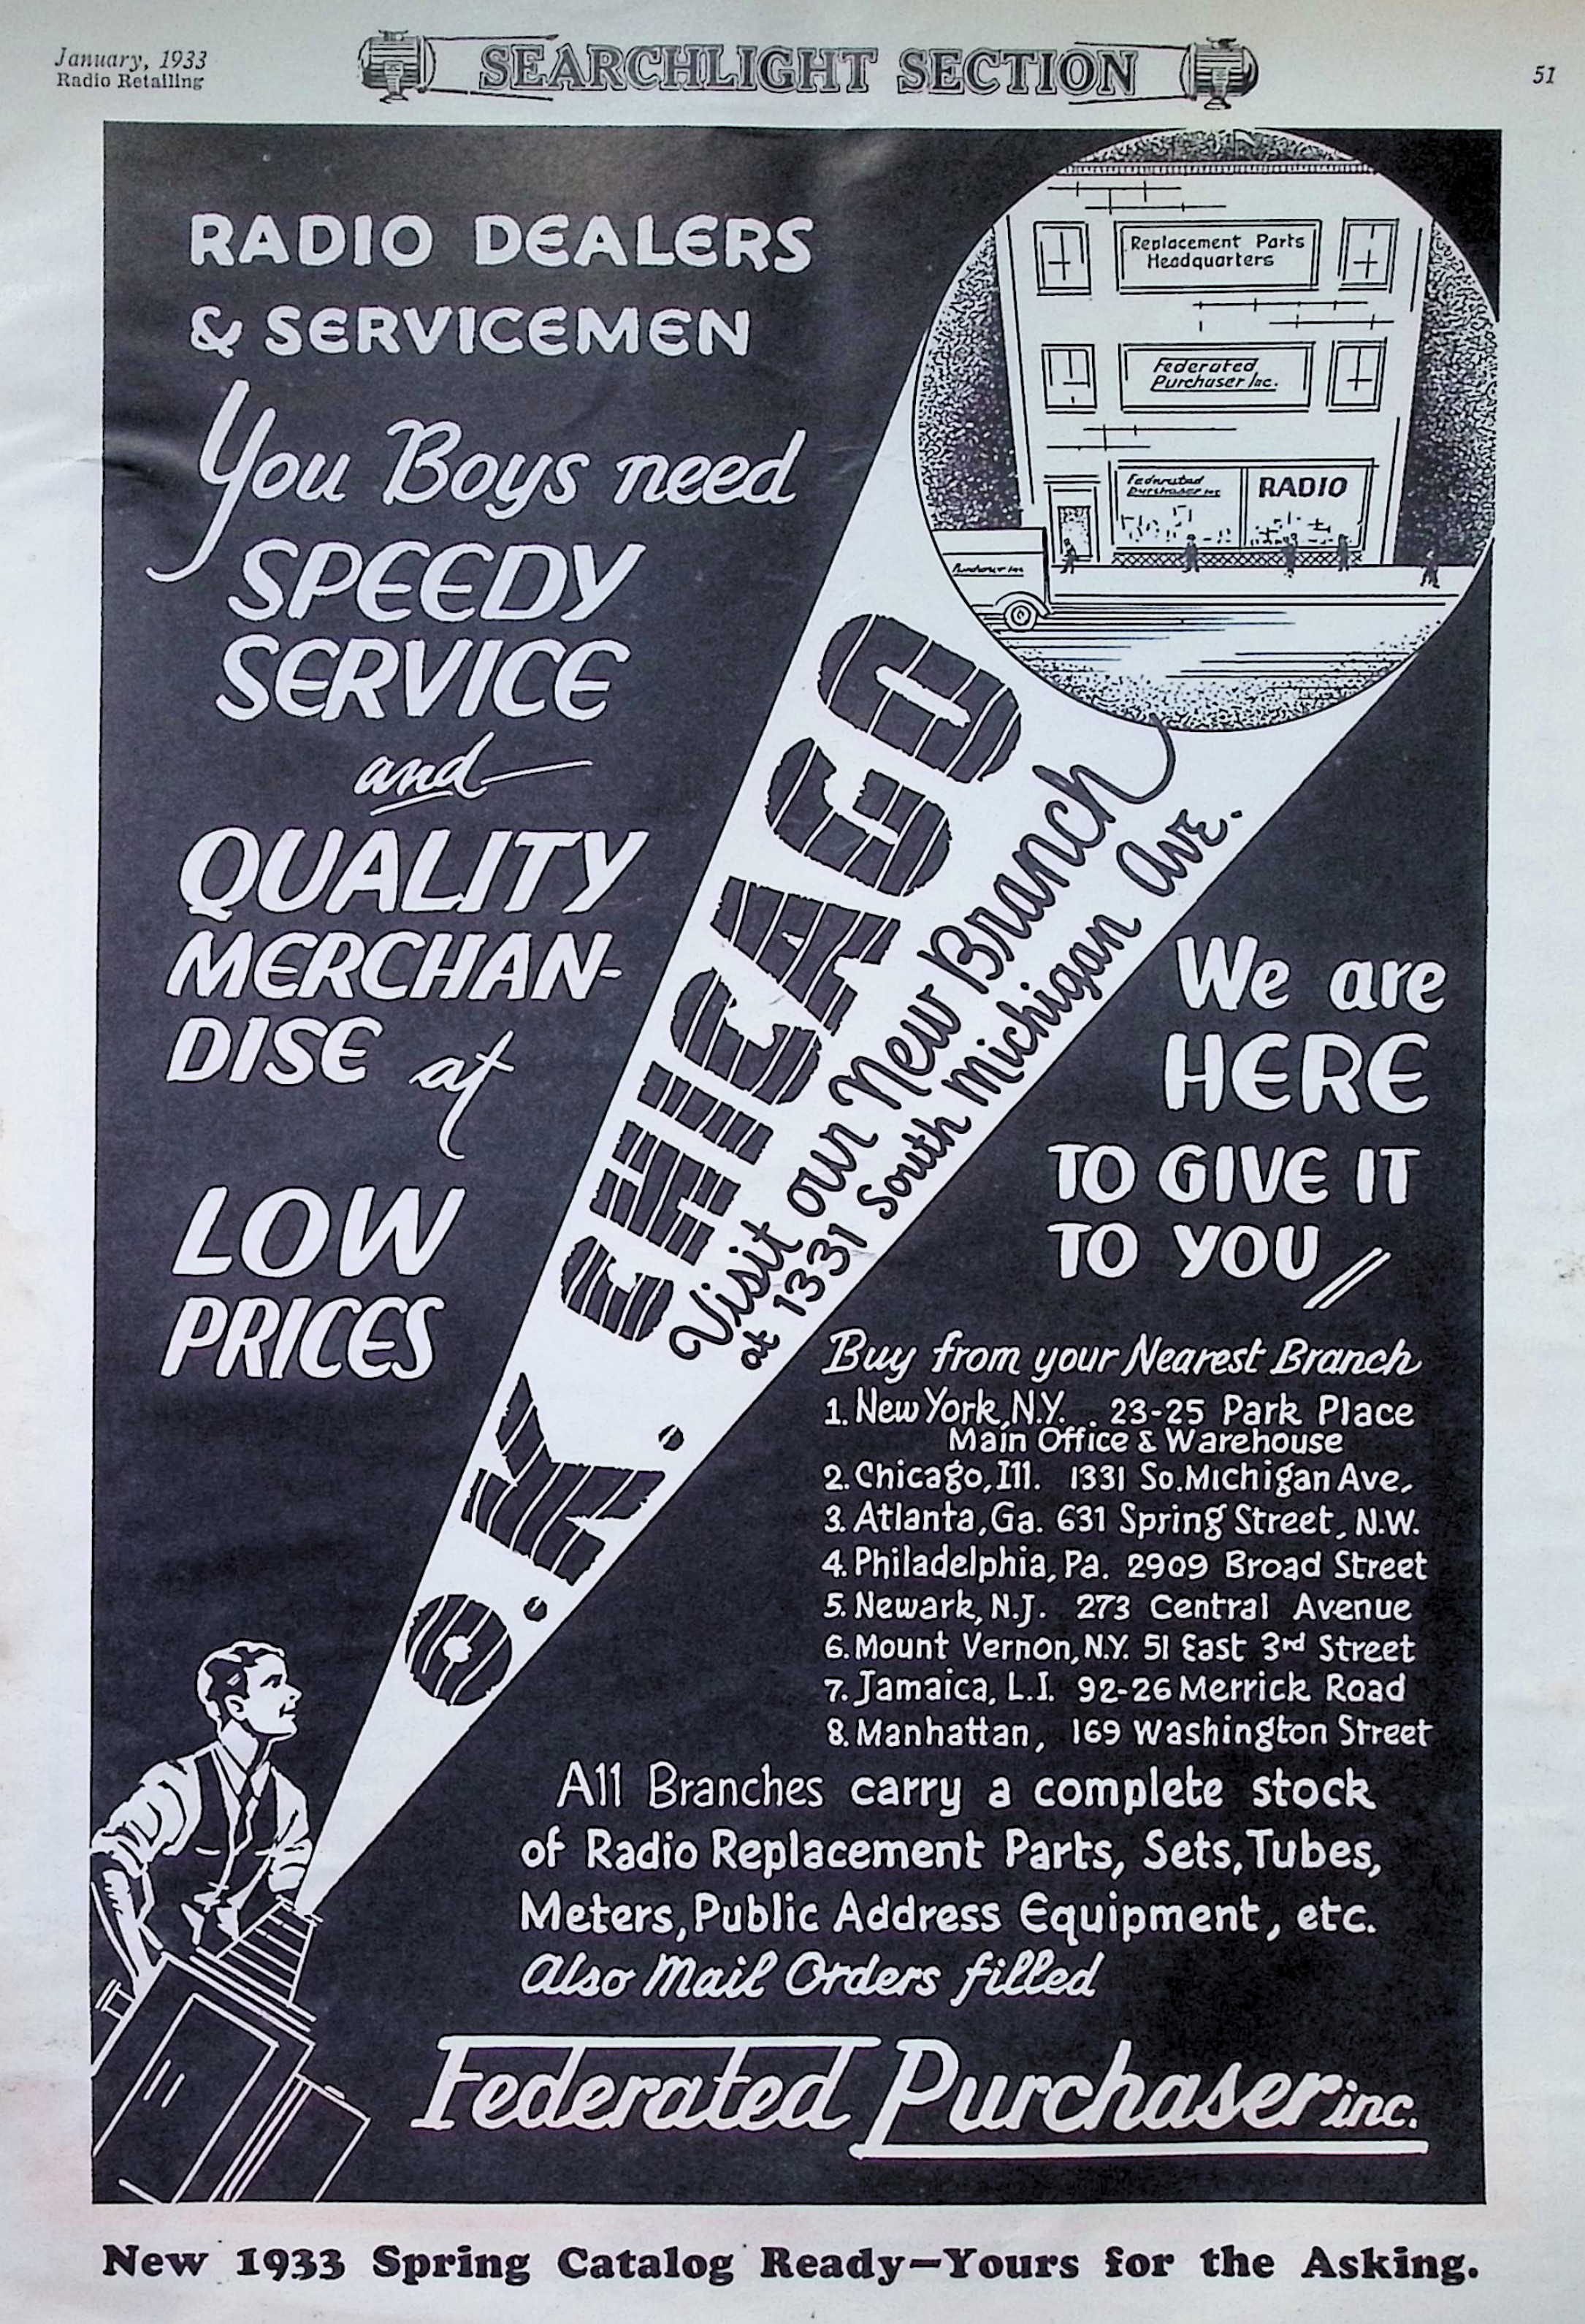 January, 1933
Radio Retailing
SEARCHLIGHT SECTION
51
RADIO DEALERS
& SERVICEMEN
You Boys need
SPEEDY
SERVICE
and
QUALITY
MERCHAN-
DISE at
LOW
PRICES
Replacement Parts
Headquarters
Federated
Purchaser Inc.
Federated
Purchaser Inc
RADIO
Purchaser Inc
O.K. CHICAGO
Visit our New Branch
at 1331 South Michigan Ave.
We are
HERE
TO GIVE IT
TO YOU
Buy from your Nearest Branch
1. New York, N.Y. . 23-25 Park Place
Main Office & Warehouse
2. Chicago, Ill. 1331 So. Michigan Ave.
3. Atlanta, Ga. 631 Spring Street, N.W.
4. Philadelphia, Pa. 2909 Broad Street
5. Newark, N.J. 273 Central Avenue
6. Mount Vernon, N.Y. 51 East 3rd Street
7. Jamaica, L.I. 92-26 Merrick Road
8. Manhattan, 169 Washington Street
All Branches carry a complete stock
of Radio Replacement Parts, Sets, Tubes,
Meters, Public Address Equipment, etc.
Also Mail Orders filled
Federated Purchaser inc.
New 1933 Spring Catalog Ready—Yours for the Asking.